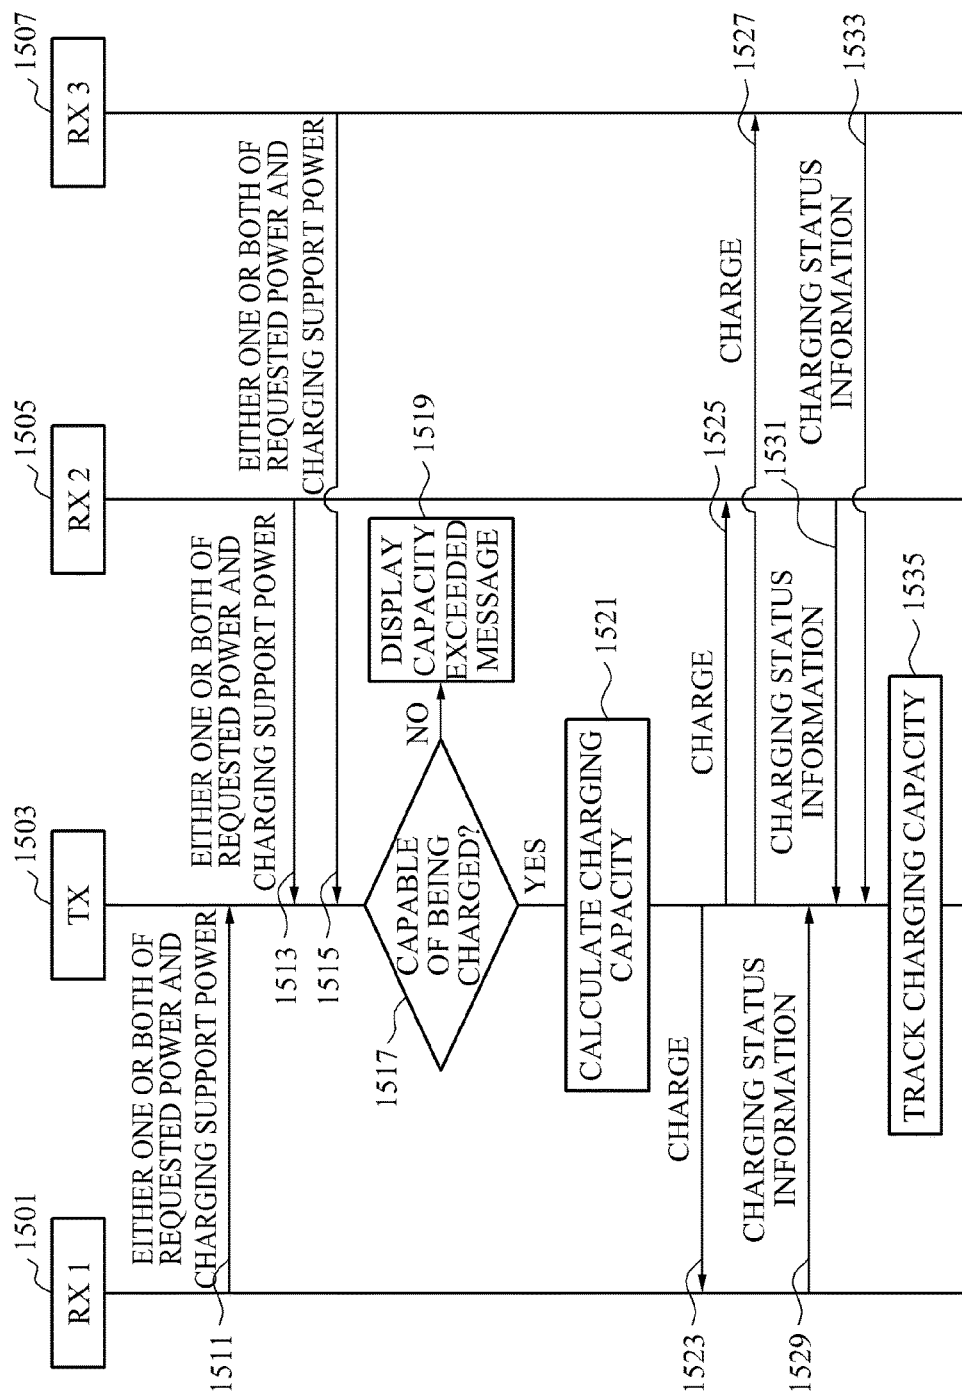 1501
RX 1
1503
TX
1505
RX 2
1507
RX 3
EITHER ONE OR BOTH OF
REQUESTED POWER AND
CHARGING SUPPORT POWER
1511
EITHER ONE OR BOTH OF
REQUESTED POWER AND
CHARGING SUPPORT POWER
1513
EITHER ONE OR BOTH OF
REQUESTED POWER AND
CHARGING SUPPORT POWER
1515
1517
CAPABLE
OF BEING
CHARGED?
NO
DISPLAY
CAPACITY
EXCEEDED
MESSAGE
1519
YES
CALCULATE CHARGING
CAPACITY
1521
CHARGE
1523
CHARGE
1525
CHARGE
1527
CHARGING STATUS
INFORMATION
1529
CHARGING STATUS
INFORMATION
1531
CHARGING STATUS
INFORMATION
1533
TRACK CHARGING CAPACITY
1535